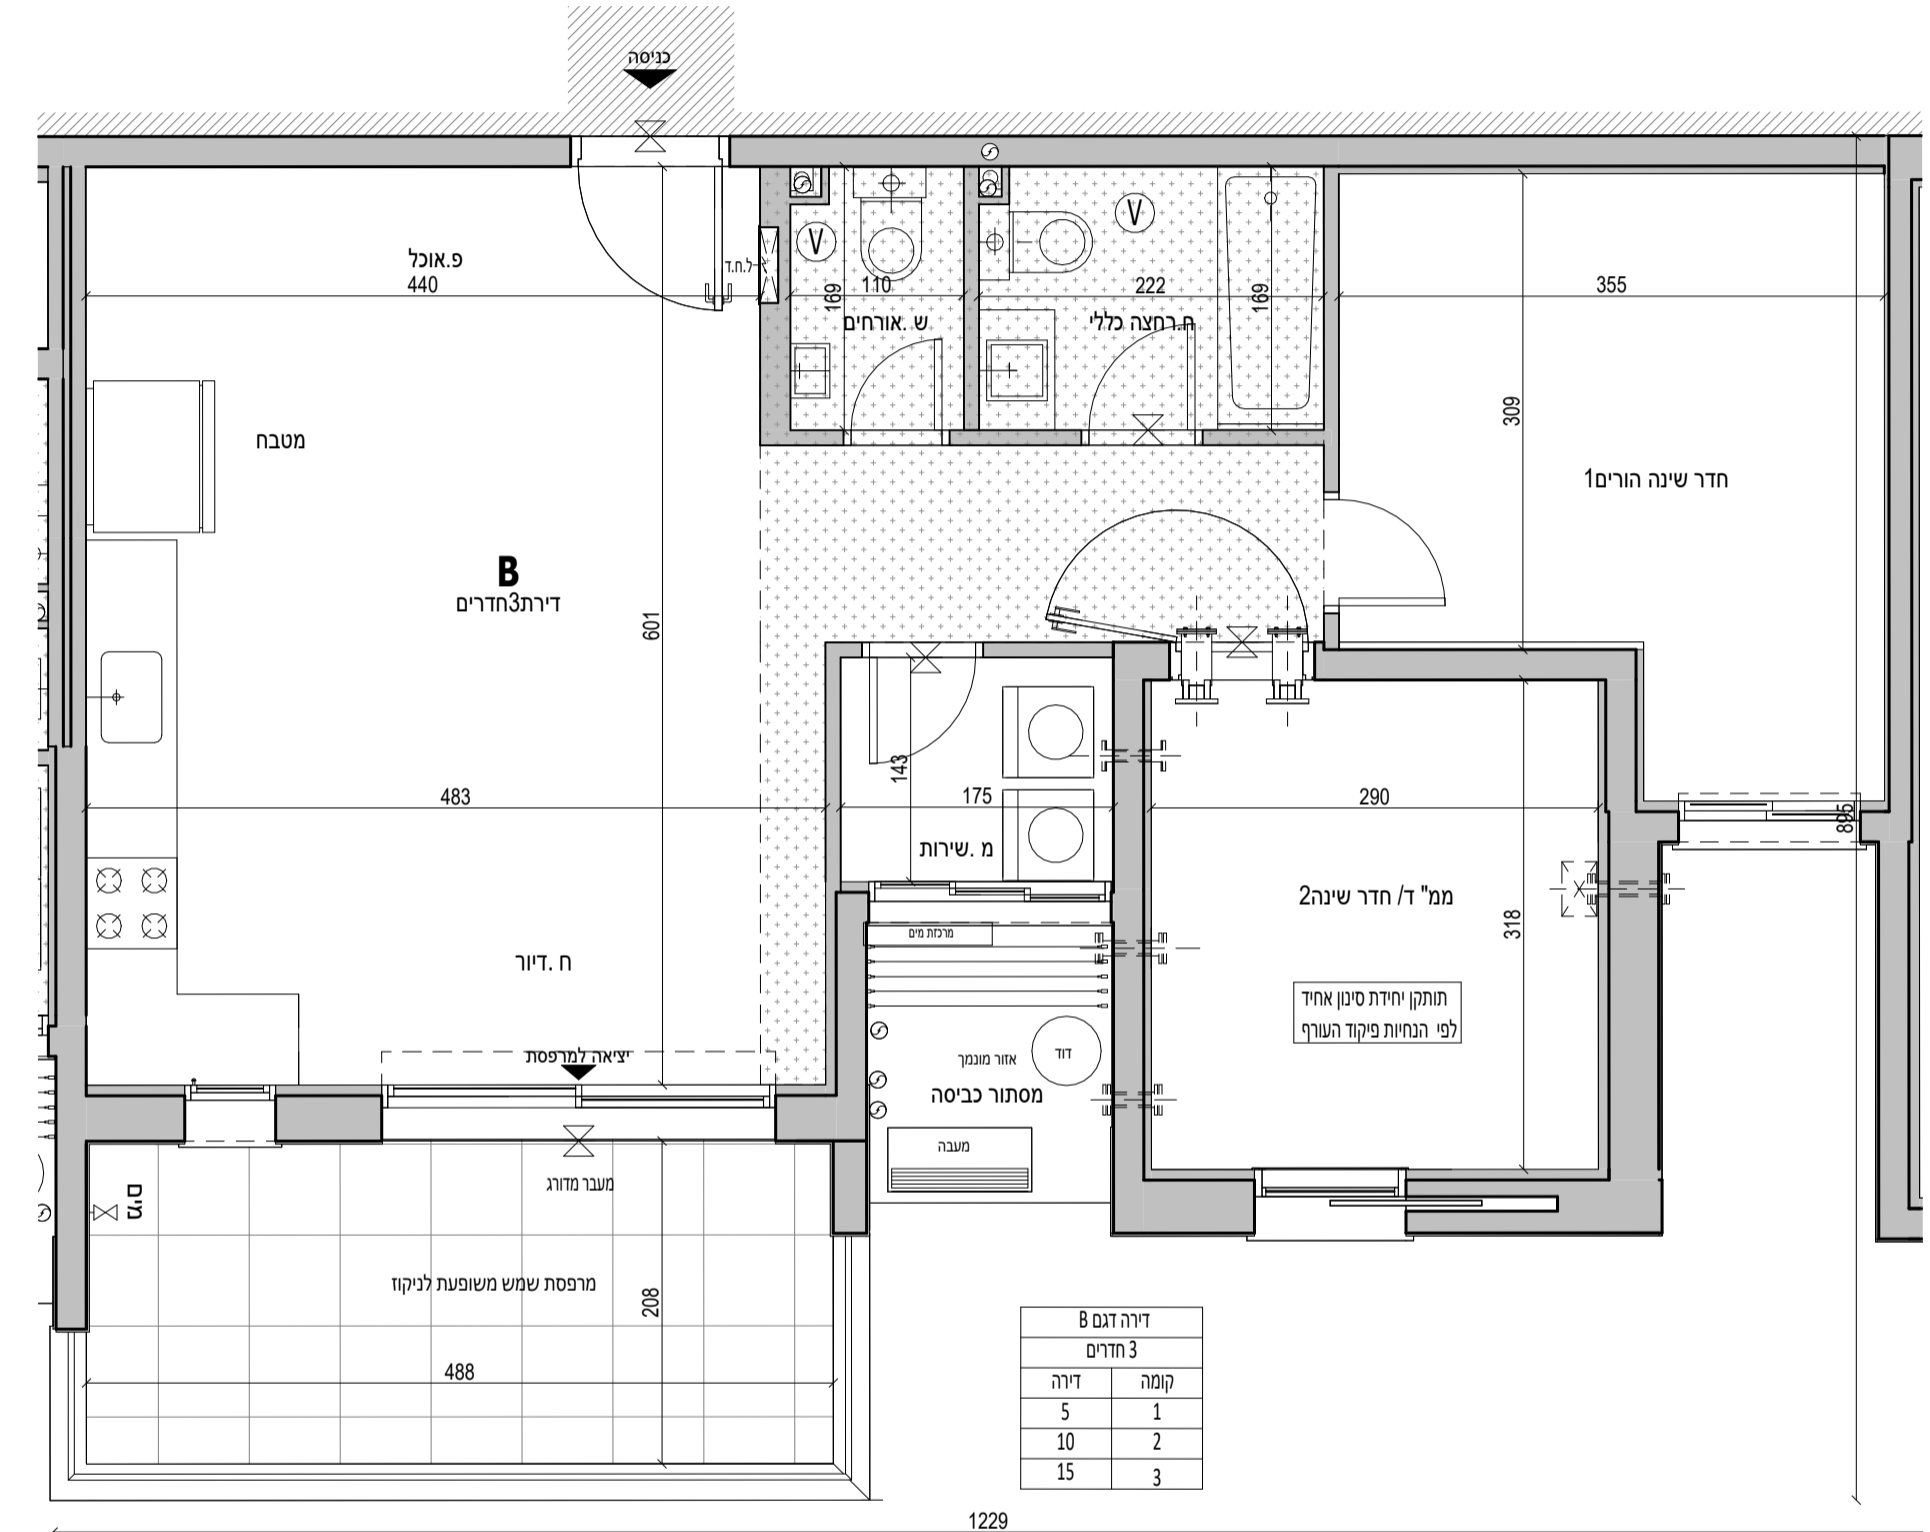 כניסה
פ.אוכל
440
ל.ח.ד
169
110
ש .אורחים
222
ח.רחצה כללי
169
355
309
מטבח
חדר שינה הורים1
B
דירת3חדרים
601
483
143
175
290
895
מ .שירות
ממ" ד/ חדר שינה2
318
מרכזת מים
ח .דיור
תותקן יחידת סינון אחיד
לפי הנחיות פיקוד העורף
יציאה למרפסת
דוד
אזור מונמך
מסתור כביסה
מעבה
מעבר מדורג
מים
מרפסת שמש משופעת לניקוז
208
488
דירה דגם B
3 חדרים
קומה דירה
1 5
2 10
3 15
1229
V
V